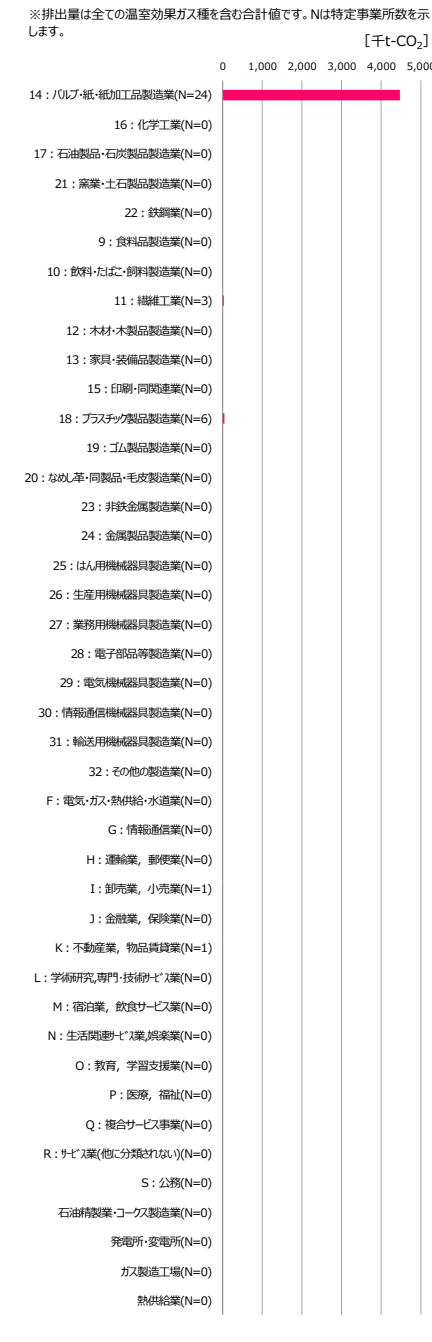 ※排出量は全ての温室効果ガス種を含む合計値です。Nは特定事業所数を示
します。
[千t-CO₂]
0 1,000 2,000 3,000 4,000 5,000
14：パルプ・紙・紙加工品製造業(N=24)
16：化学工業(N=0)
17：石油製品・石炭製品製造業(N=0)
21：窯業・土石製品製造業(N=0)
22：鉄鋼業(N=0)
9：食料品製造業(N=0)
10：飲料・たばこ・飼料製造業(N=0)
11：繊維工業(N=3)
12：木材・木製品製造業(N=0)
13：家具・装備品製造業(N=0)
15：印刷・同関連業(N=0)
18：プラスチック製品製造業(N=6)
19：ゴム製品製造業(N=0)
20：なめし革・同製品・毛皮製造業(N=0)
23：非鉄金属製造業(N=0)
24：金属製品製造業(N=0)
25：はん用機械器具製造業(N=0)
26：生産用機械器具製造業(N=0)
27：業務用機械器具製造業(N=0)
28：電子部品等製造業(N=0)
29：電気機械器具製造業(N=0)
30：情報通信機械器具製造業(N=0)
31：輸送用機械器具製造業(N=0)
32：その他の製造業(N=0)
F：電気・ガス・熱供給・水道業(N=0)
G：情報通信業(N=0)
H：運輸業，郵便業(N=0)
I：卸売業，小売業(N=1)
J：金融業，保険業(N=0)
K：不動産業，物品賃貸業(N=1)
L：学術研究,専門・技術ｻｰﾋﾞｽ業(N=0)
M：宿泊業，飲食サービス業(N=0)
N：生活関連ｻｰﾋﾞｽ業,娯楽業(N=0)
O：教育，学習支援業(N=0)
P：医療，福祉(N=0)
Q：複合サービス事業(N=0)
R：ｻｰﾋﾞｽ業(他に分類されない)(N=0)
S：公務(N=0)
石油精製業・コークス製造業(N=0)
発電所・変電所(N=0)
ガス製造工場(N=0)
熱供給業(N=0)